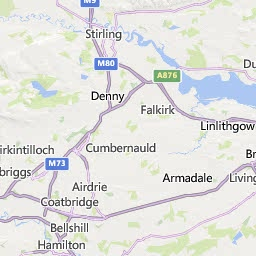 M9
Stirling
M80
A876
Du
Denny
Falkirk
Linlithgow
irkintilloch
Cumbernauld
M73
briggs
Br
Airdrie
Armadale
Living
Coatbridge
Bellshill
Hamilton